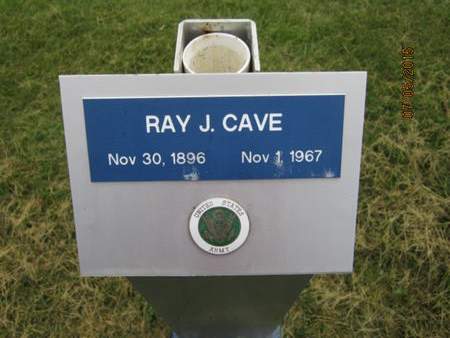 RAY J. CAVE
Nov 30, 1896 Nov 1, 1967
UNITED STATES
ARMY